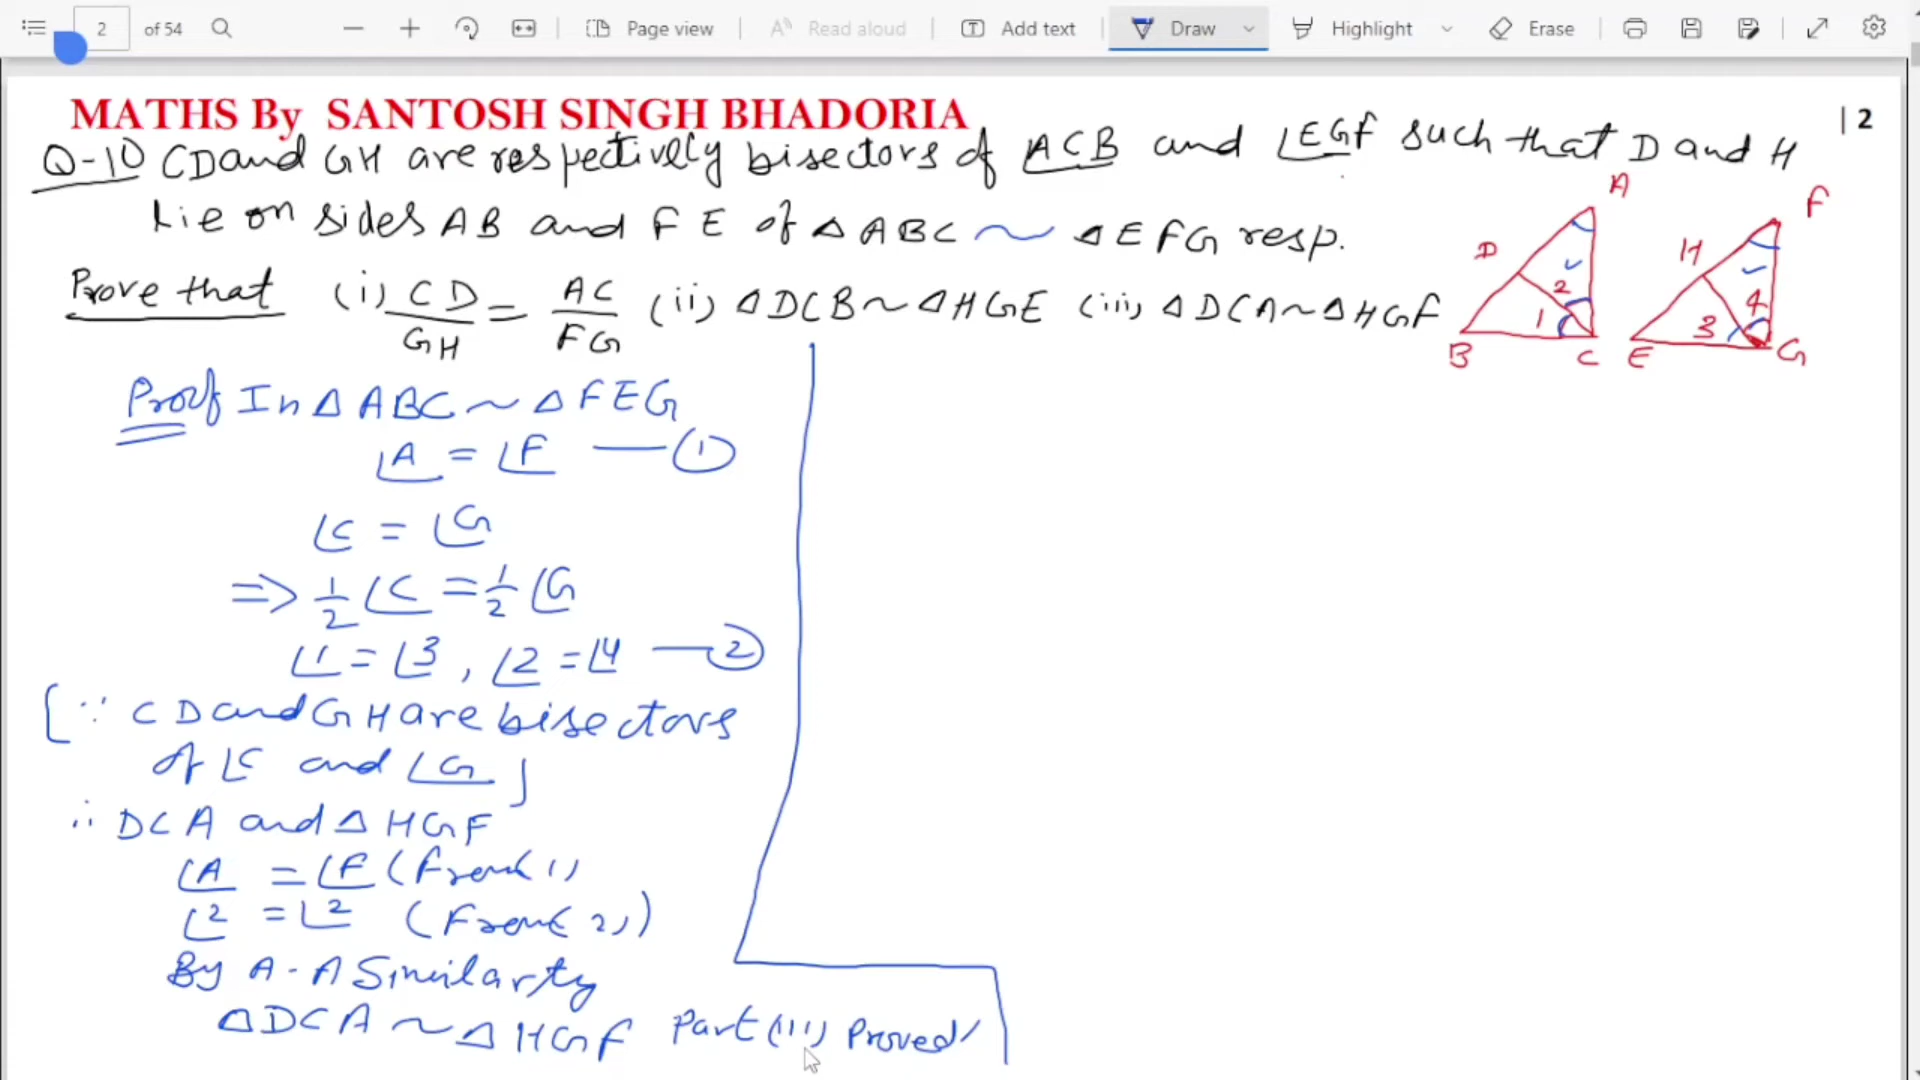 2 of 54 Page view Read aloud Add text Draw Highlight Erase
MATHS By SANTOSH SINGH BHADORIA | 2
Q-10 CD and GH are respectively bisectors of ∠ACB and ∠EGF such that D and H
Lie on sides AB and FE of △ABC ~ △EFG resp.
Prove that (i) CD/GH = AC/FG (ii) △DCB ~ △HGE (iii) △DCA ~ △HGF
A
D
2
1
B C
F
H
4
3
E G
Proof In △ABC ~ △FEG
∠A = ∠F —(1)
∠C = ∠G
=> 1/2 ∠C = 1/2 ∠G
∠1 = ∠3, ∠2 = ∠4 —(2)
[∵ CD and GH are bisectors
of ∠C and ∠G]
∴ DCA and △HGF
∠A = ∠F (From (1)
∠2 = ∠2 (From (2))
By A-A Similarty
△DCA ~ △HGF Part (iii) Proved